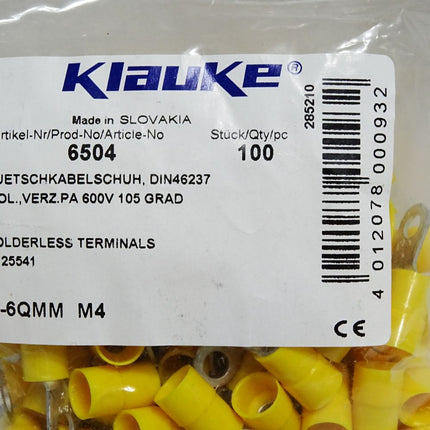 Klauke®
Made in SLOVAKIA
rtikel-Nr/Prod-No/Article-No
Stück/Qty/pc
6504
100
UETSCHKABELSCHUH, DIN46237
OL.,VERZ.PA 600V 105 GRAD
OLDERLESS TERMINALS
25541
-6QMM M4
CE
285210
4 012078 000932